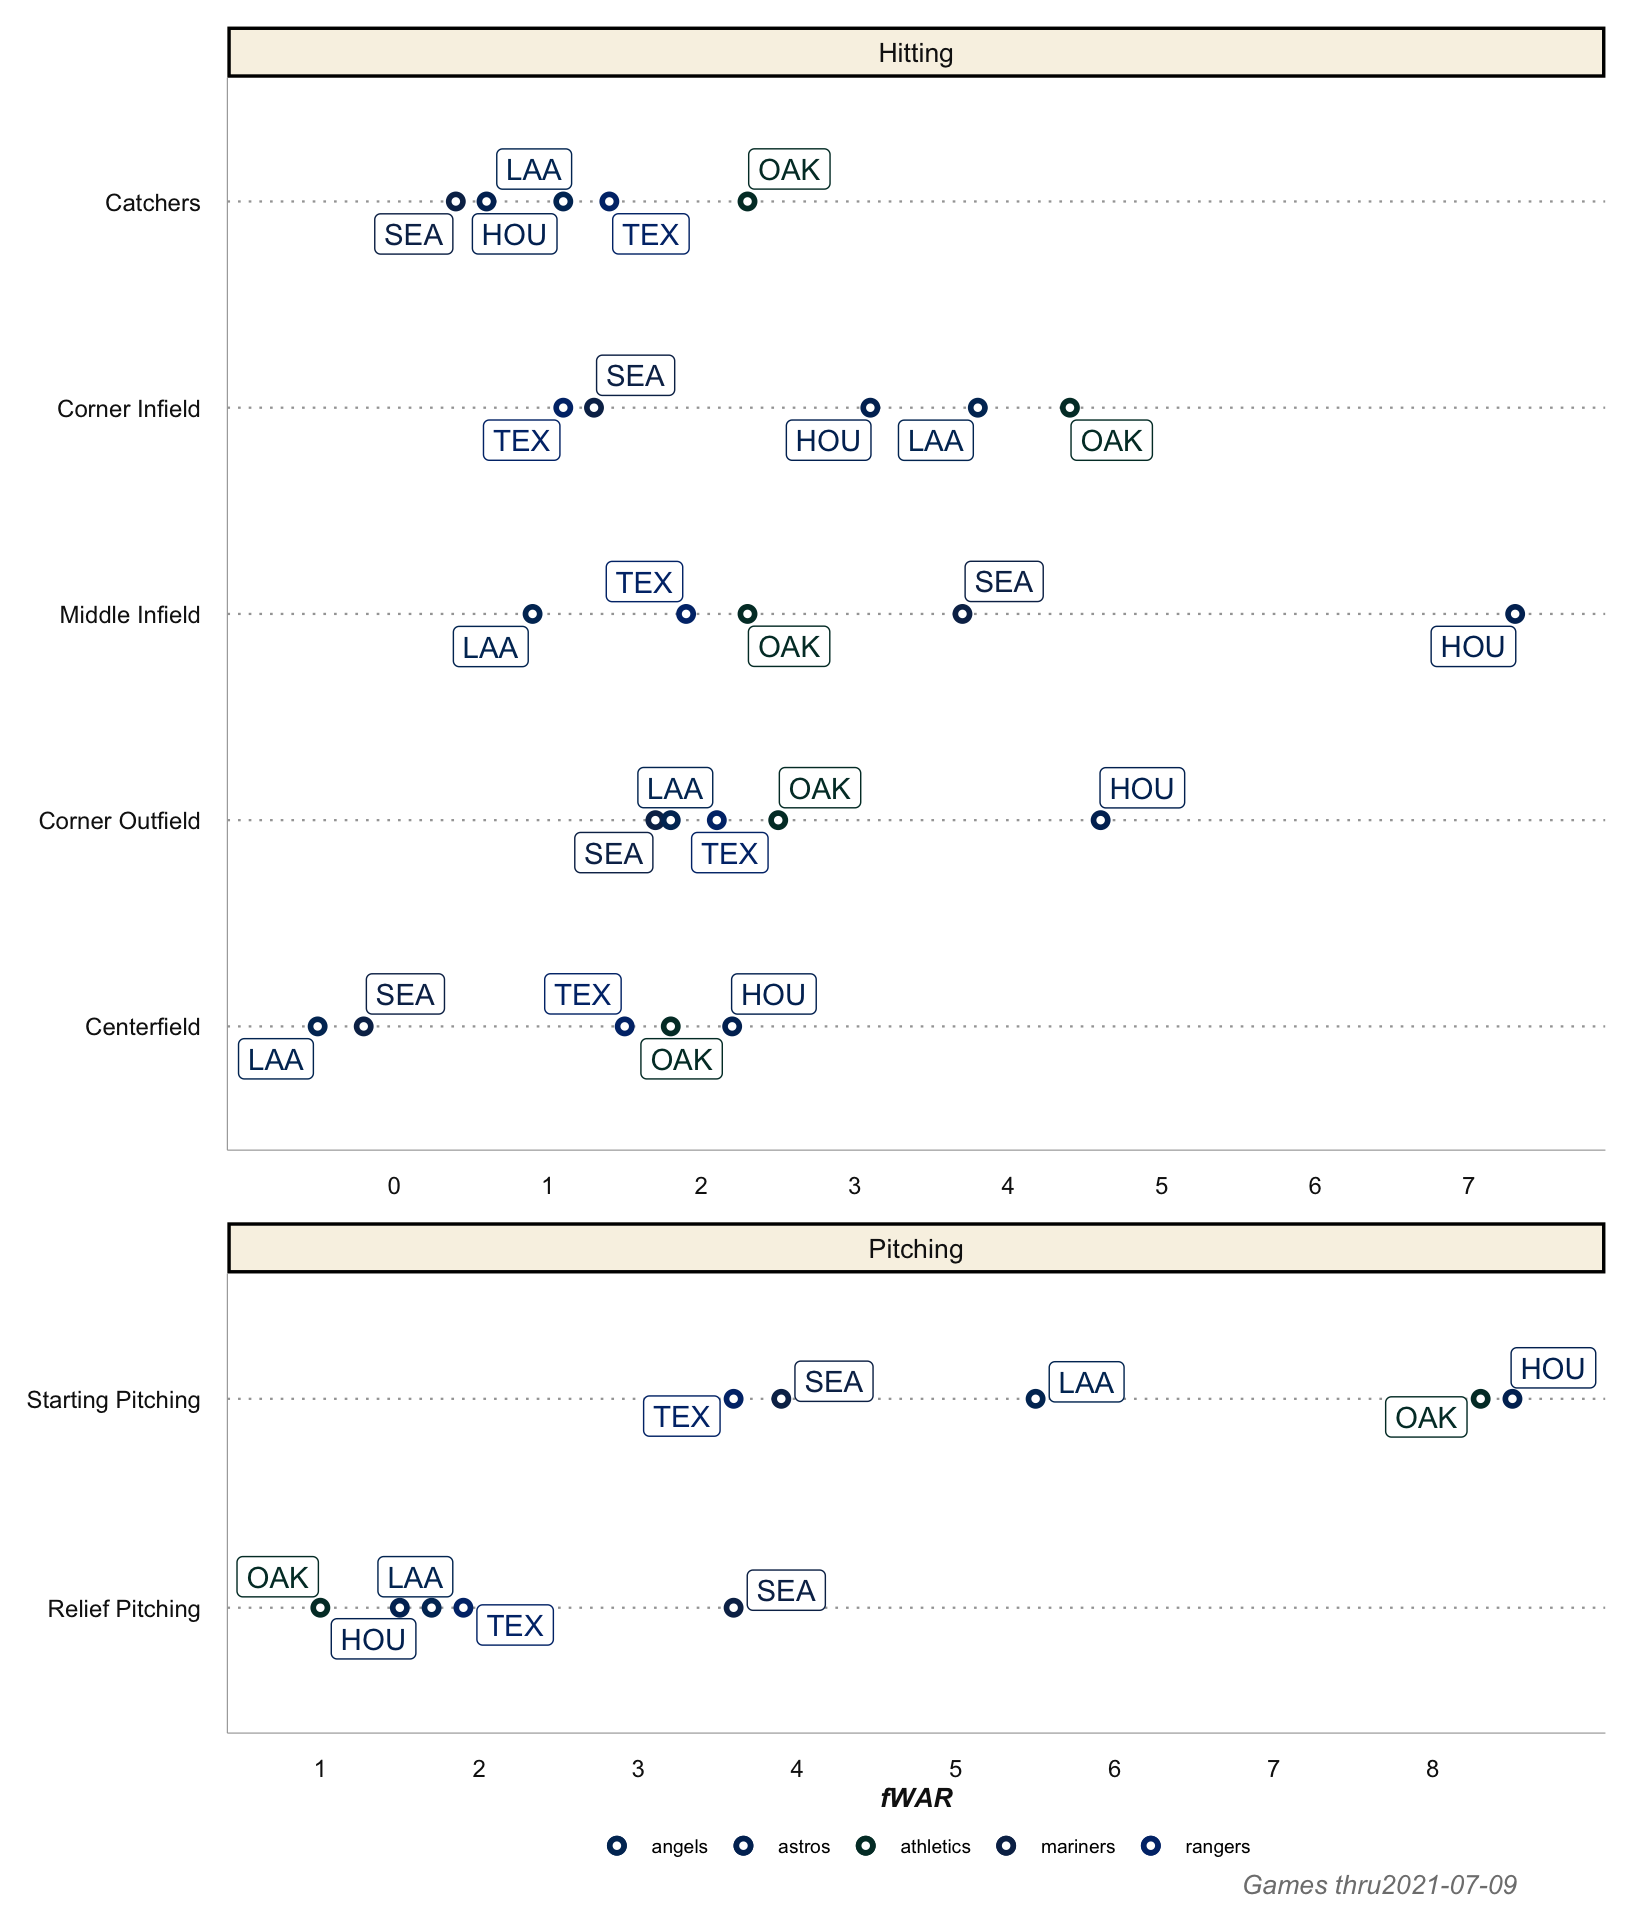 Hitting
LAA OAK
Catchers
SEA HOU TEX
SEA
Corner Infield
TEX HOU LAA OAK
TEX SEA
Middle Infield
LAA OAK HOU
LAA OAK HOU
Corner Outfield
SEA TEX
SEA TEX HOU
Centerfield
LAA OAK
0 1 2 3 4 5 6 7
Pitching
HOU
SEA LAA
Starting Pitching
TEX OAK
OAK LAA SEA
Relief Pitching
HOU TEX
1 2 3 4 5 6 7 8
fWAR
angels astros athletics mariners rangers
Games thru2021-07-09